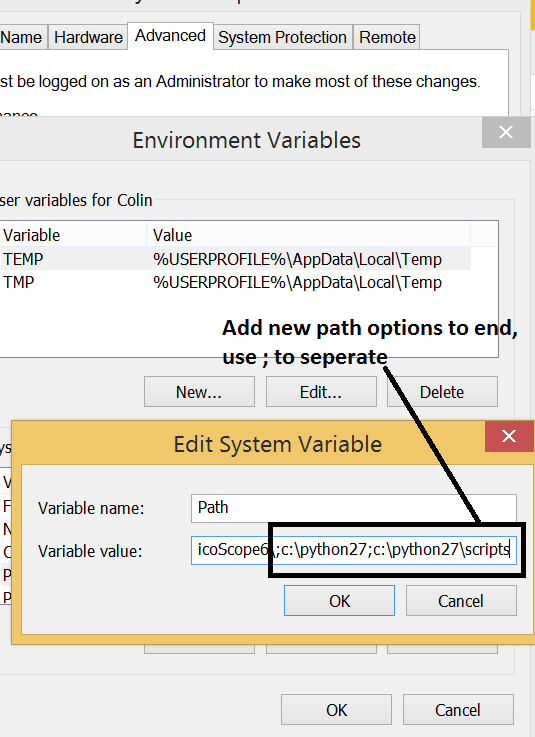 Name Hardware Advanced System Protection Remote
st be logged on as an Administrator to make most of these changes.
Environment Variables
ser variables for Colin
Variable Value
TEMP %USERPROFILE%\AppData\Local\Temp
TMP %USERPROFILE%\AppData\Local\Temp
Add new path options to end,
use ; to seperate
New... Edit... Delete
Edit System Variable
Variable name: Path
Variable value: icoScope6\;c:\python27;c:\python27\scripts
OK Cancel
OK Cancel